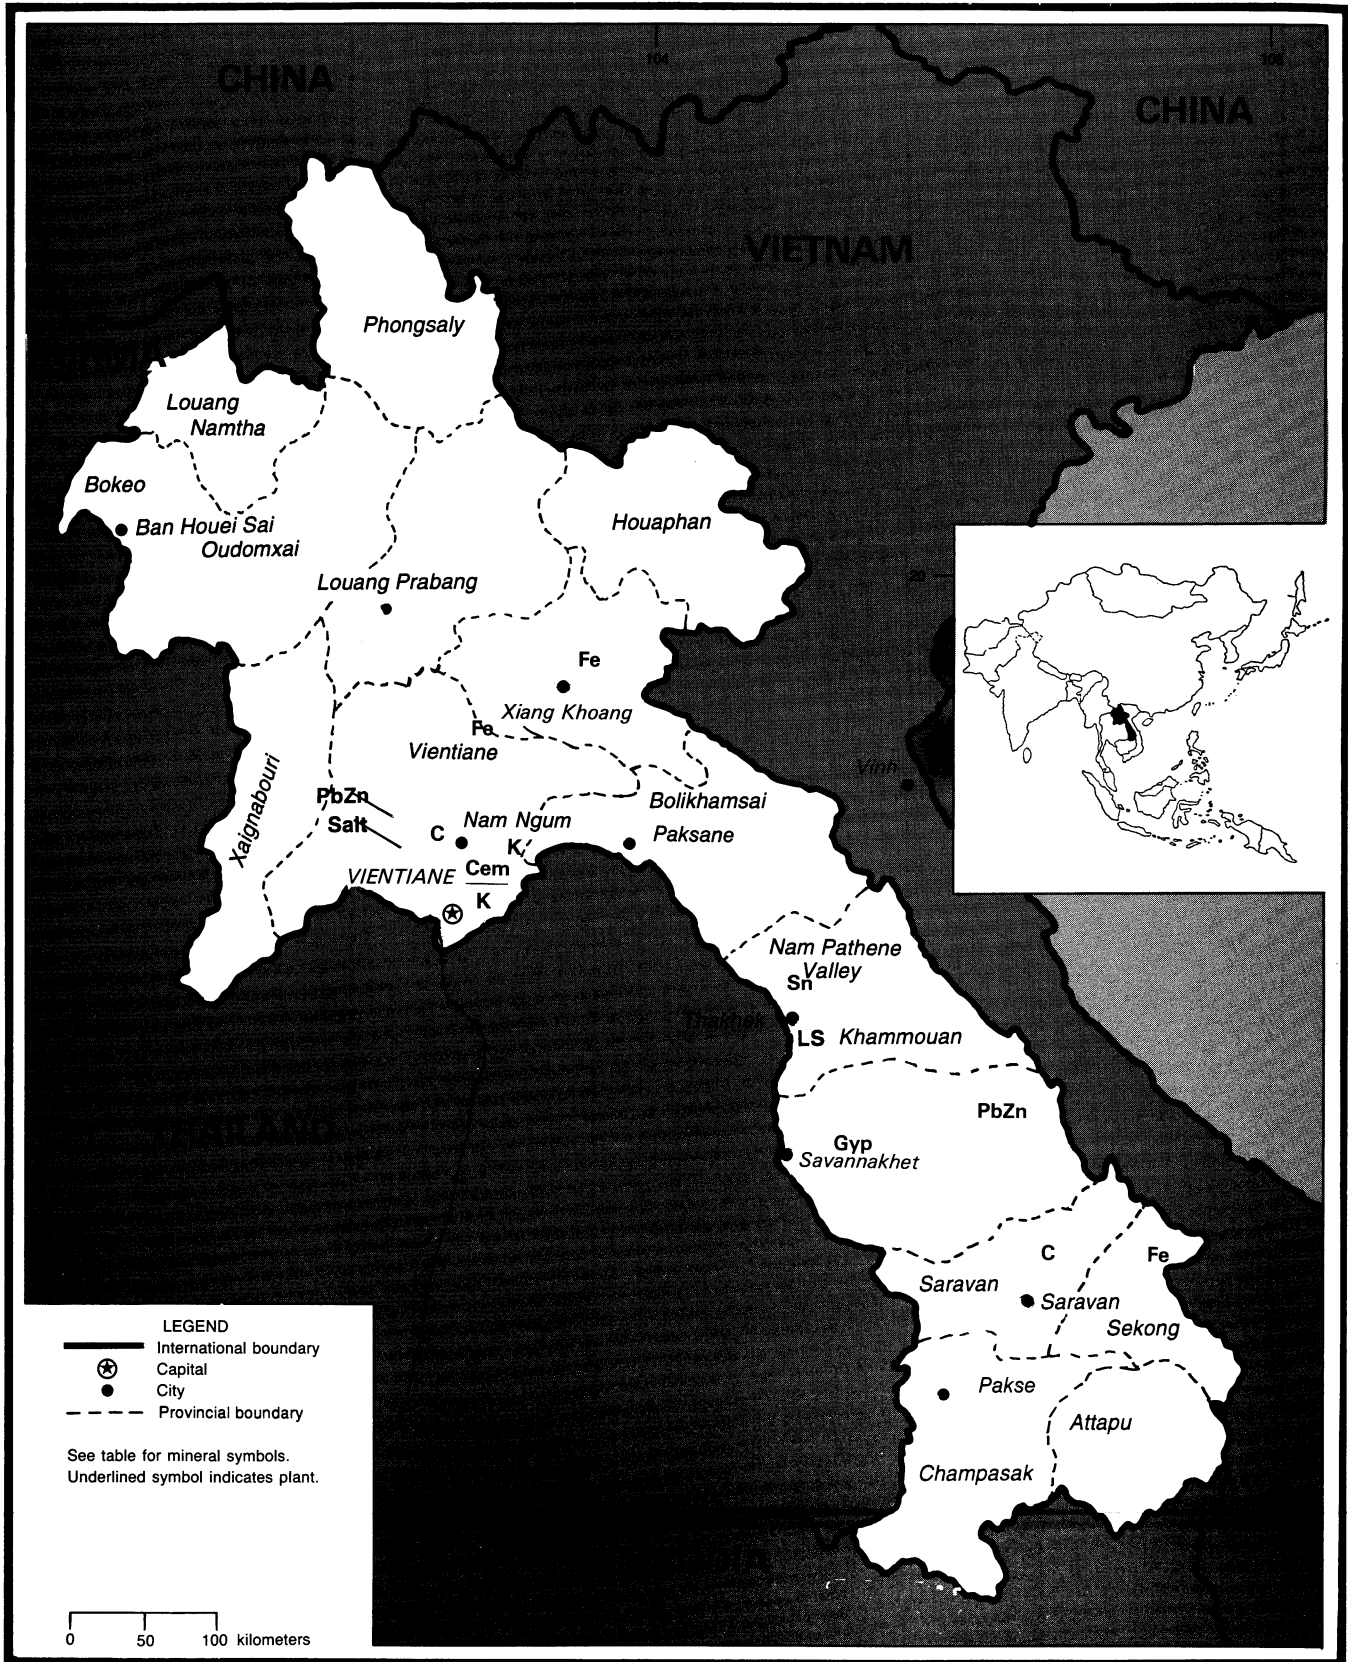 CHINA
104
108
CHINA
VIETNAM
Phongsaly
Louang
Namtha
Bokeo
Ban Houei Sai
Oudomxai
Houaphan
20
Louang Prabang
Fe
Xiang Khoang
Fe
Vientiane
Vinh
Xaignabouri
PbZn
Salt
Bolikhamsai
C
Nam Ngum
Paksane
K
Cem
VIENTIANE
K
Nam Pathene
Valley
Sn
Thakhek
LS
Khammouan
THAILAND
PbZn
Gyp
Savannakhet
C
Fe
Saravan
Saravan
Sekong
Pakse
Attapu
Champasak
LEGEND
International boundary
Capital
City
Provincial boundary
See table for mineral symbols.
Underlined symbol indicates plant.
0 50 100 kilometers